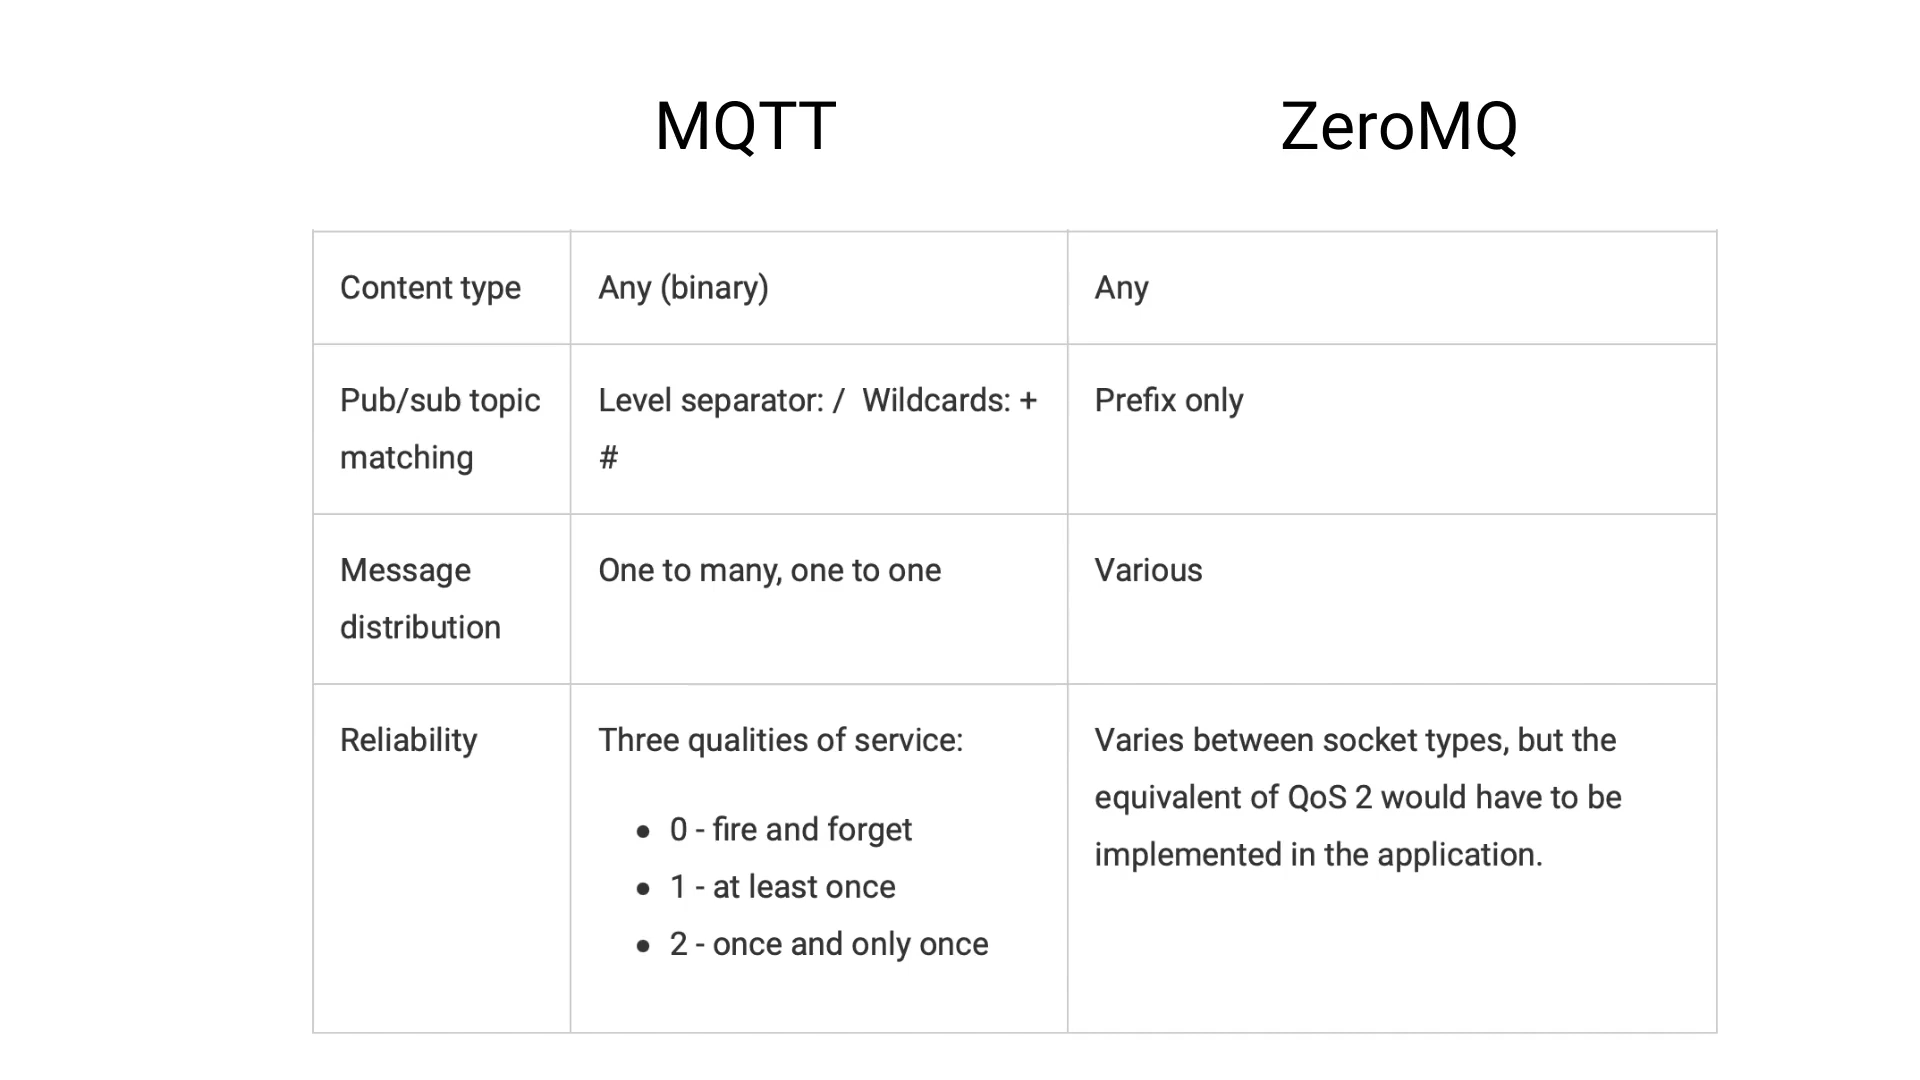 MQTT
ZeroMQ
Content type
Any (binary)
Any
Pub/sub topic
matching
Level separator: /  Wildcards: +
#
Prefix only
Message
distribution
One to many, one to one
Various
Reliability
Three qualities of service:
• 0 - fire and forget
• 1 - at least once
• 2 - once and only once
Varies between socket types, but the
equivalent of QoS 2 would have to be
implemented in the application.